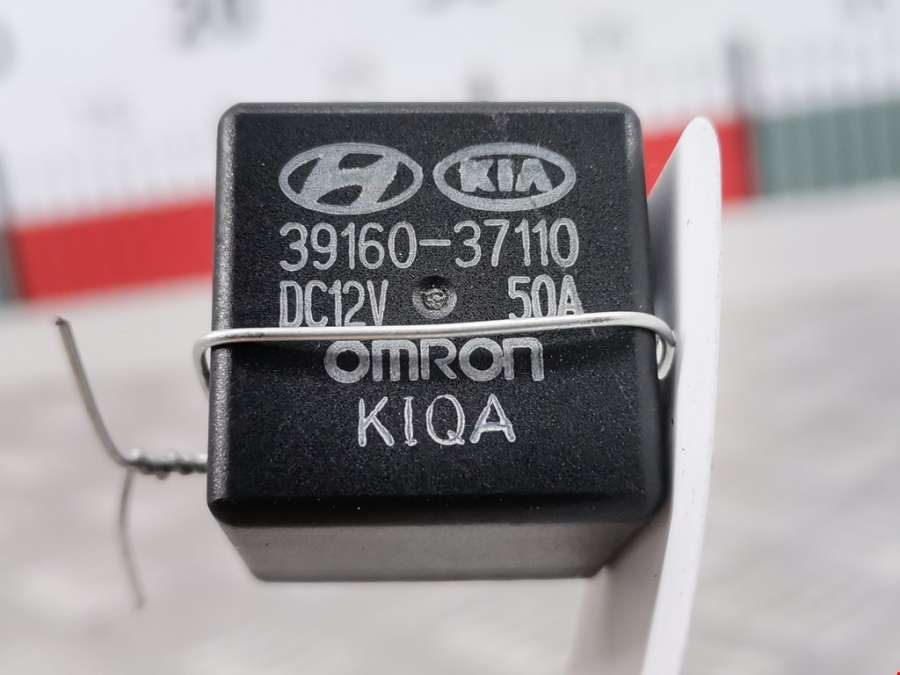 KIA
39160-37110
DC12V 50A
omron
KIQA